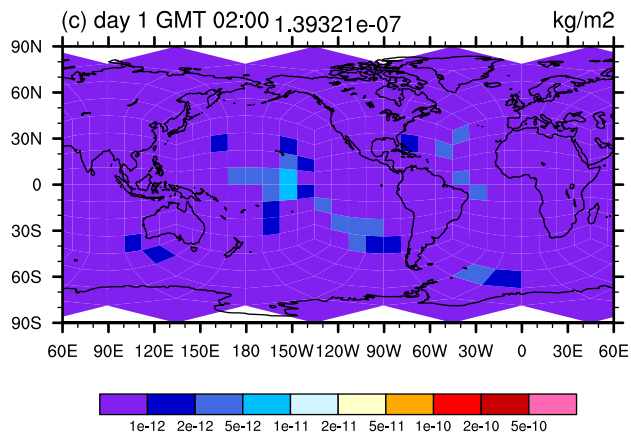 (c) day 1 GMT 02:00 1.39321e-07 kg/m2
90N
60N
30N
0
30S
60S
90S
60E 90E 120E 150E 180 150W 120W 90W 60W 30W 0 30E 60E
1e-12 2e-12 5e-12 1e-11 2e-11 5e-11 1e-10 2e-10 5e-10